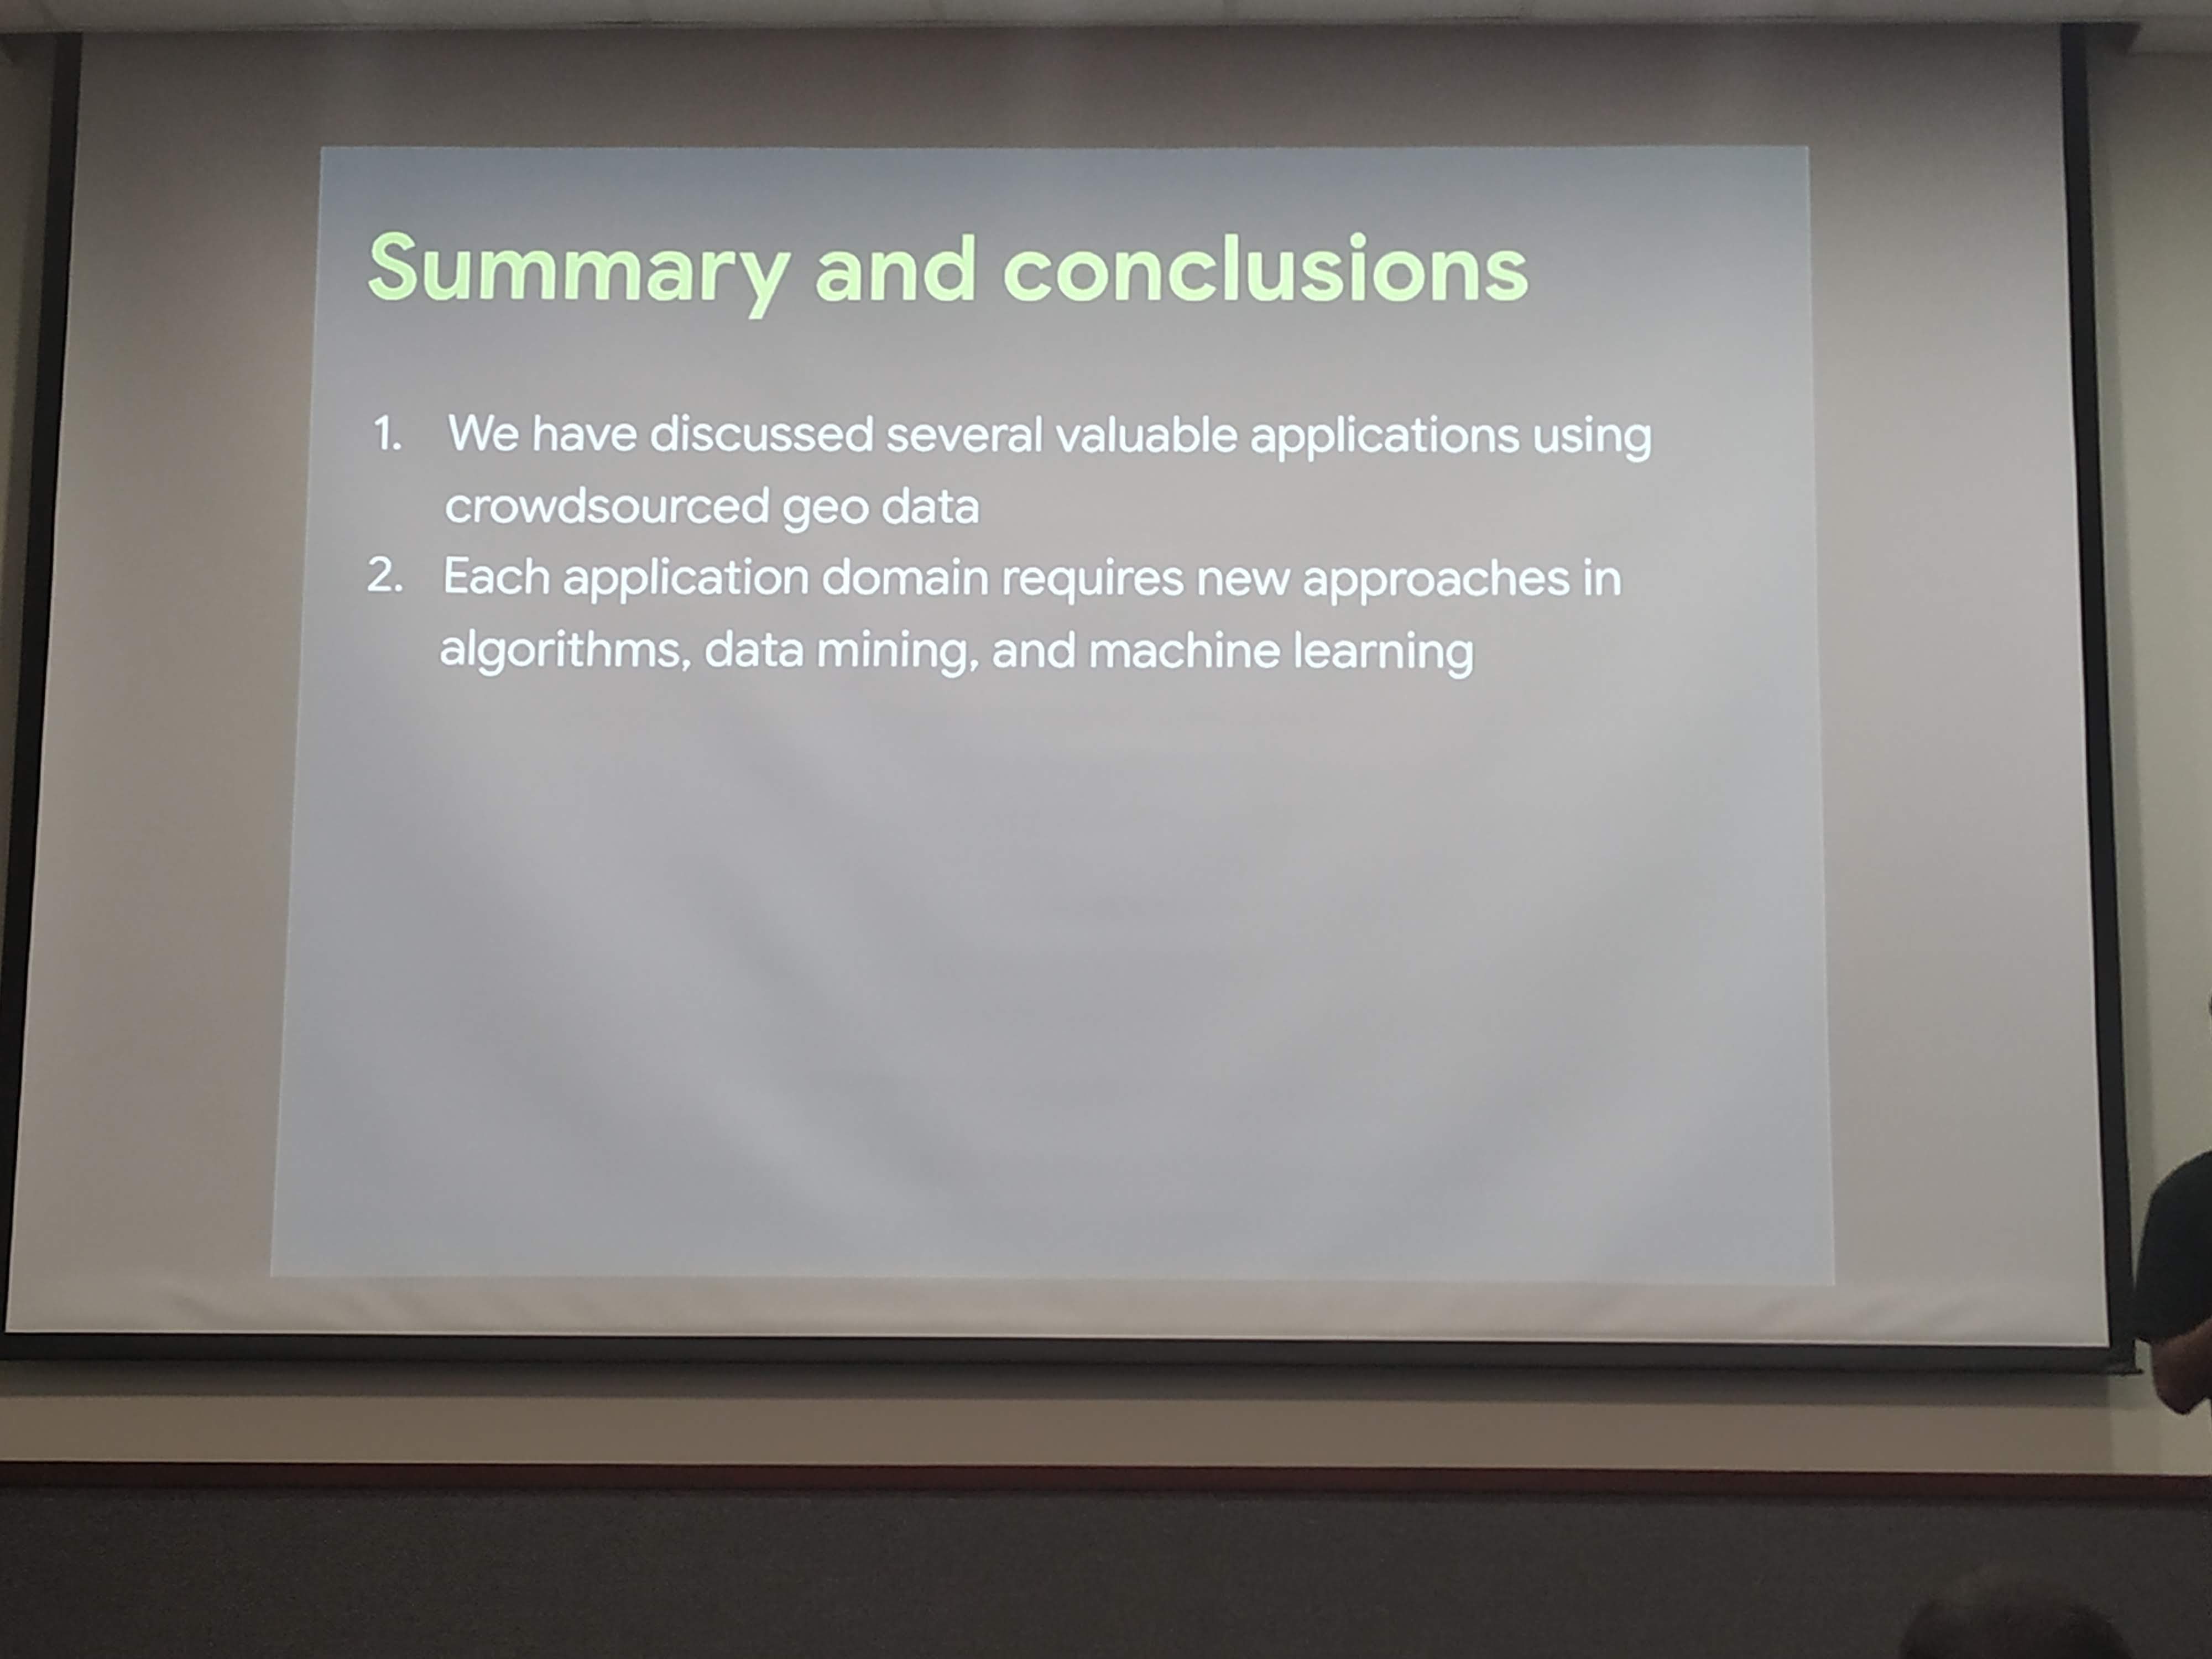 Summary and conclusions
1. We have discussed several valuable applications using
crowdsourced geo data
2. Each application domain requires new approaches in
algorithms, data mining, and machine learning